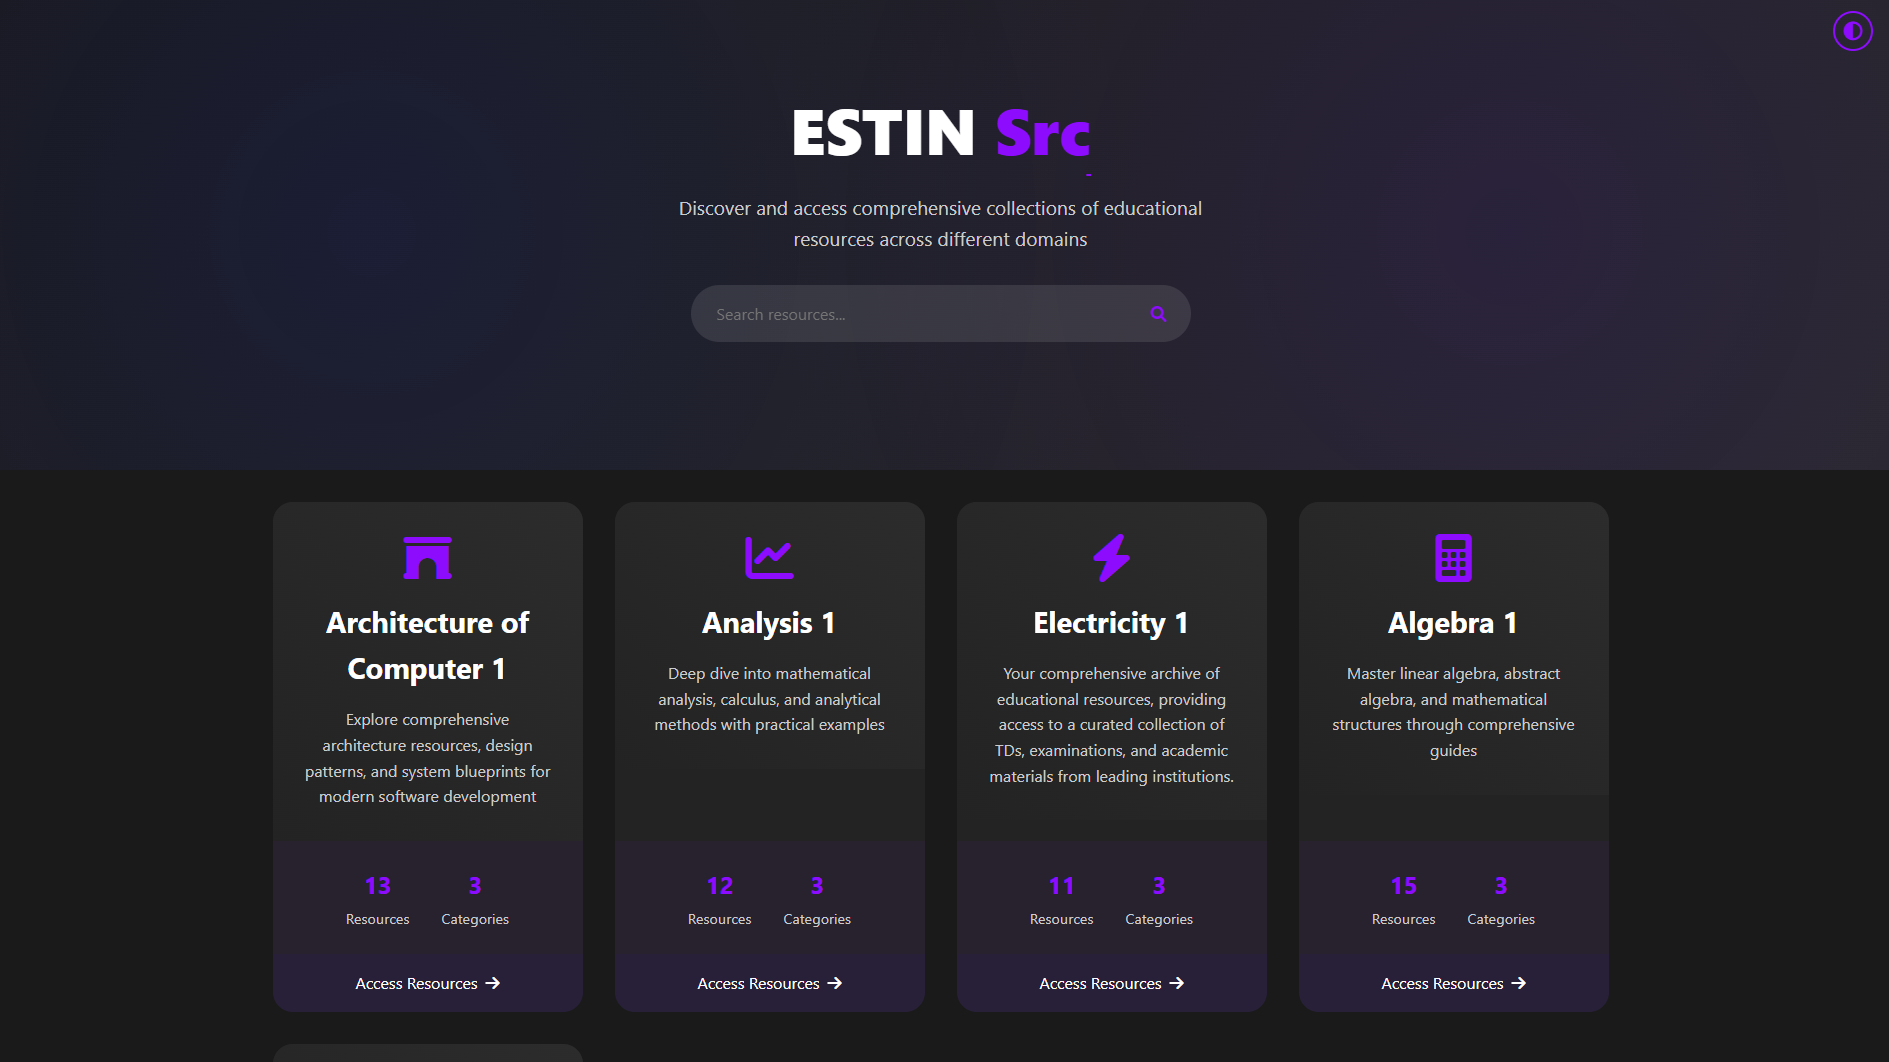 ESTIN Src
Discover and access comprehensive collections of educational
resources across different domains
Search resources...
Architecture of
Computer 1
Explore comprehensive
architecture resources, design
patterns, and system blueprints for
modern software development
13
Resources
3
Categories
Access Resources
Analysis 1
Deep dive into mathematical
analysis, calculus, and analytical
methods with practical examples
12
Resources
3
Categories
Access Resources
Electricity 1
Your comprehensive archive of
educational resources, providing
access to a curated collection of
TDs, examinations, and academic
materials from leading institutions.
11
Resources
3
Categories
Access Resources
Algebra 1
Master linear algebra, abstract
algebra, and mathematical
structures through comprehensive
guides
15
Resources
3
Categories
Access Resources